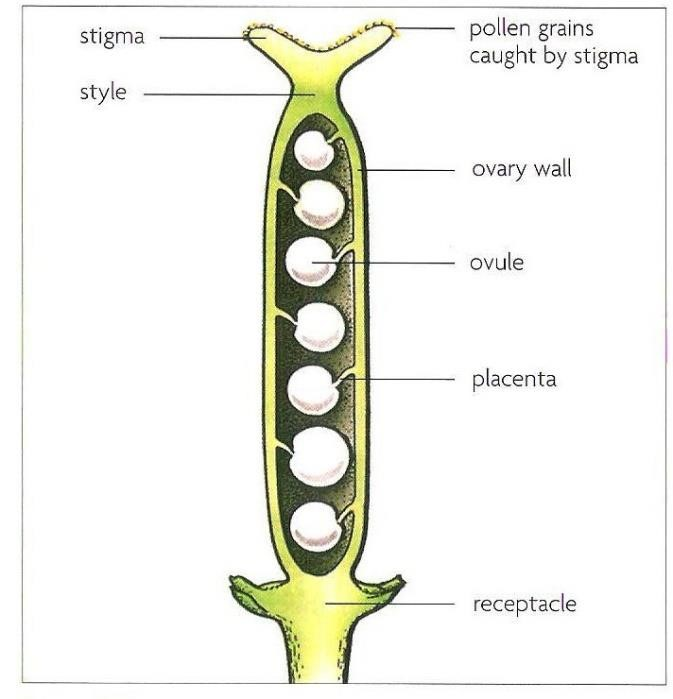 stigma
pollen grains
caught by stigma
style
ovary wall
ovule
placenta
receptacle